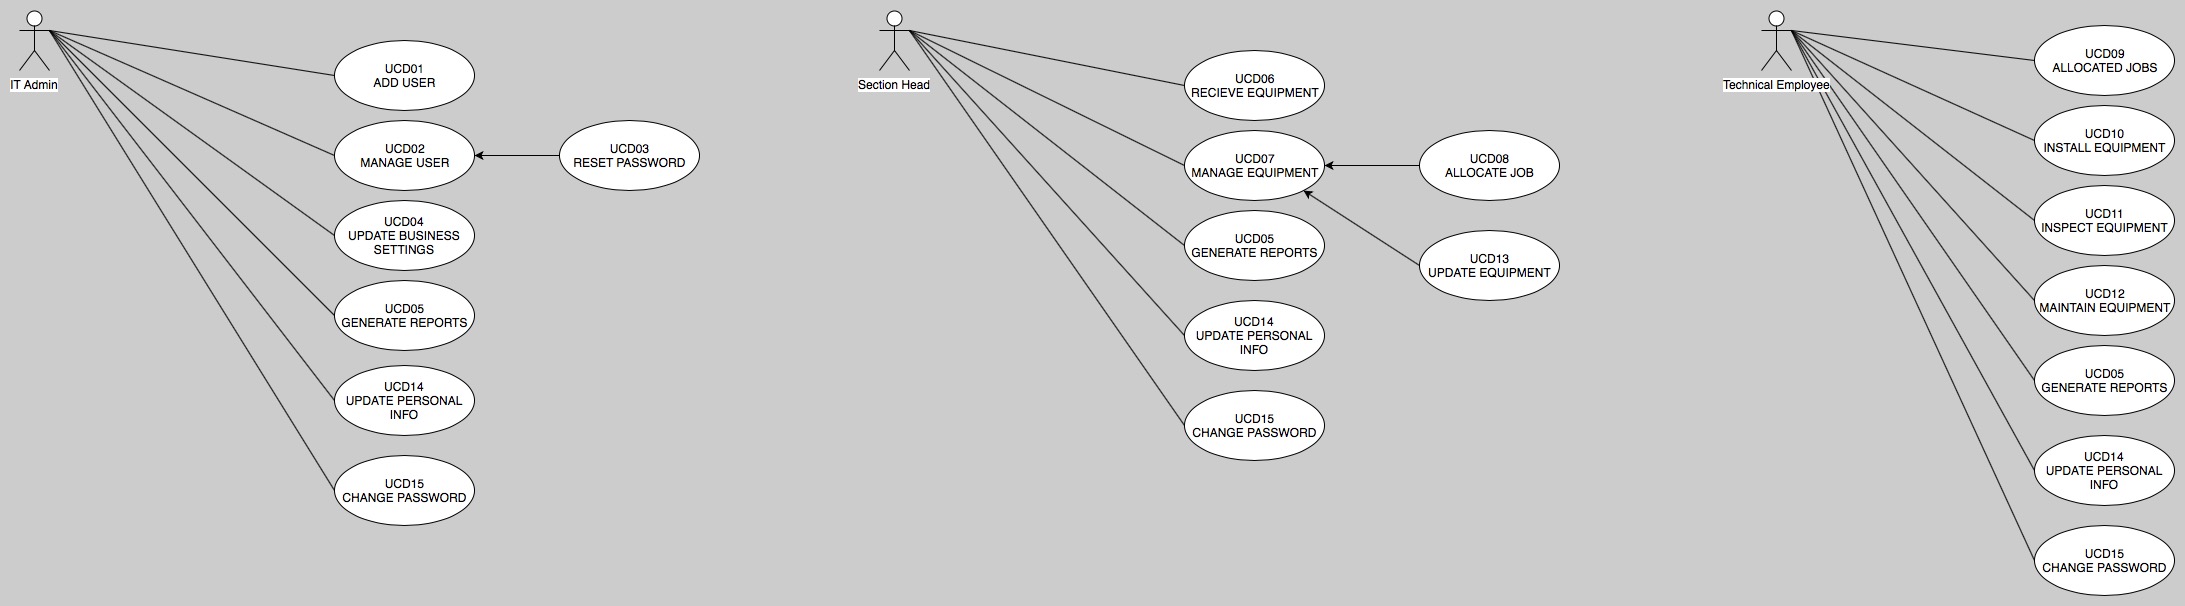 IT Admin
UCD01
ADD USER
UCD02
MANAGE USER
UCD03
RESET PASSWORD
UCD04
UPDATE BUSINESS
SETTINGS
UCD05
GENERATE REPORTS
UCD14
UPDATE PERSONAL
INFO
UCD15
CHANGE PASSWORD
Section Head
UCD06
RECIEVE EQUIPMENT
UCD07
MANAGE EQUIPMENT
UCD08
ALLOCATE JOB
UCD05
GENERATE REPORTS
UCD13
UPDATE EQUIPMENT
UCD14
UPDATE PERSONAL
INFO
UCD15
CHANGE PASSWORD
Technical Employee
UCD09
ALLOCATED JOBS
UCD10
INSTALL EQUIPMENT
UCD11
INSPECT EQUIPMENT
UCD12
MAINTAIN EQUIPMENT
UCD05
GENERATE REPORTS
UCD14
UPDATE PERSONAL
INFO
UCD15
CHANGE PASSWORD